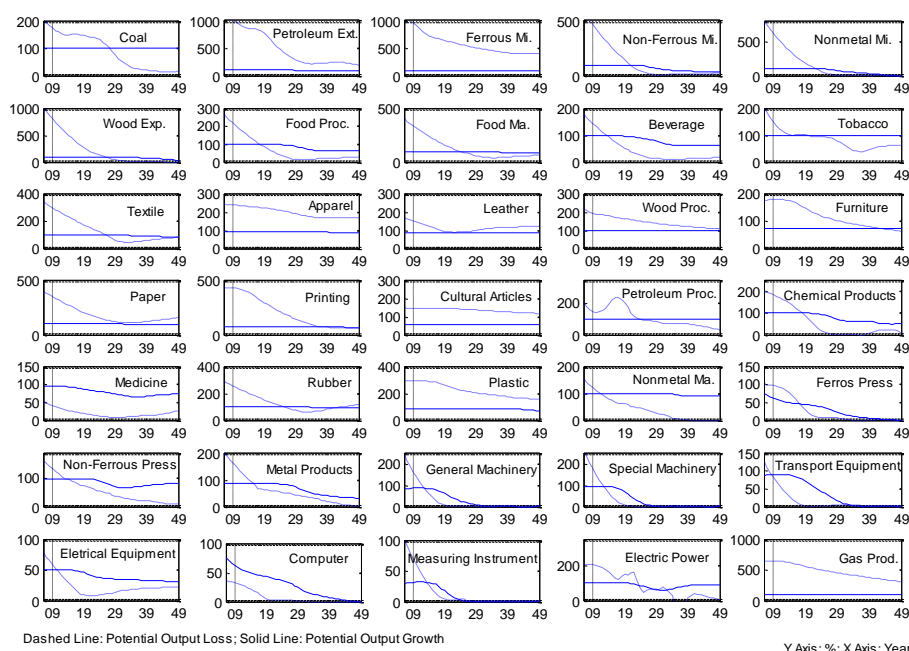 200 1000 1000 500 1000
Coal Petroleum Ext. Ferrous Mi. Non-Ferrous Mi. Nonmetal Mi.
100 500 500 500
0 0 0 0 0
09 19 29 39 49 09 19 29 39 49 09 19 29 39 49 09 19 29 39 49 09 19 29 39 49
1000 300 500 200 200
Wood Exp. Food Proc. Food Ma. Beverage Tobacco
500 200 100 100
100
0 0 0 0 0
09 19 29 39 49 09 19 29 39 49 09 19 29 39 49 09 19 29 39 49 09 19 29 39 49
400 300 300 300 200
Textile Apparel Leather Wood Proc. Furniture
200 200 200 200 100
100 100 100
0 0 0 0 0
09 19 29 39 49 09 19 29 39 49 09 19 29 39 49 09 19 29 39 49 09 19 29 39 49
500 500 300
Paper Printing Cultural Articles Petroleum Proc. Chemical Products
200 200 200
100 100
0 0 0 0 0
09 19 29 39 49 09 19 29 39 49 09 19 29 39 49 09 19 29 39 49 09 19 29 39 49
150 400 400 200 150
Medicine Rubber Plastic Nonmetal Ma. Ferros Press
100 200 200 100 100
50 50
0 0 0 0 0
09 19 29 39 49 09 19 29 39 49 09 19 29 39 49 09 19 29 39 49 09 19 29 39 49
200 150
Non-Ferrous Press Metal Products General Machinery Special Machinery Transport Equipment
200 200 100
100 100 100 100 50
0 0 0 0 0
09 19 29 39 49 09 19 29 39 49 09 19 29 39 49 09 19 29 39 49 09 19 29 39 49
100 100 100 1000
Eletrical Equipment Computer Measuring Instrument Electric Power Gas Prod.
200
50 50 50 100 500
0 0 0 0 0
09 19 29 39 49 09 19 29 39 49 09 19 29 39 49 09 19 29 39 49 09 19 29 39 49
Dashed Line: Potential Output Loss; Solid Line: Potential Output Growth
Y Axis: %; X Axis: Year